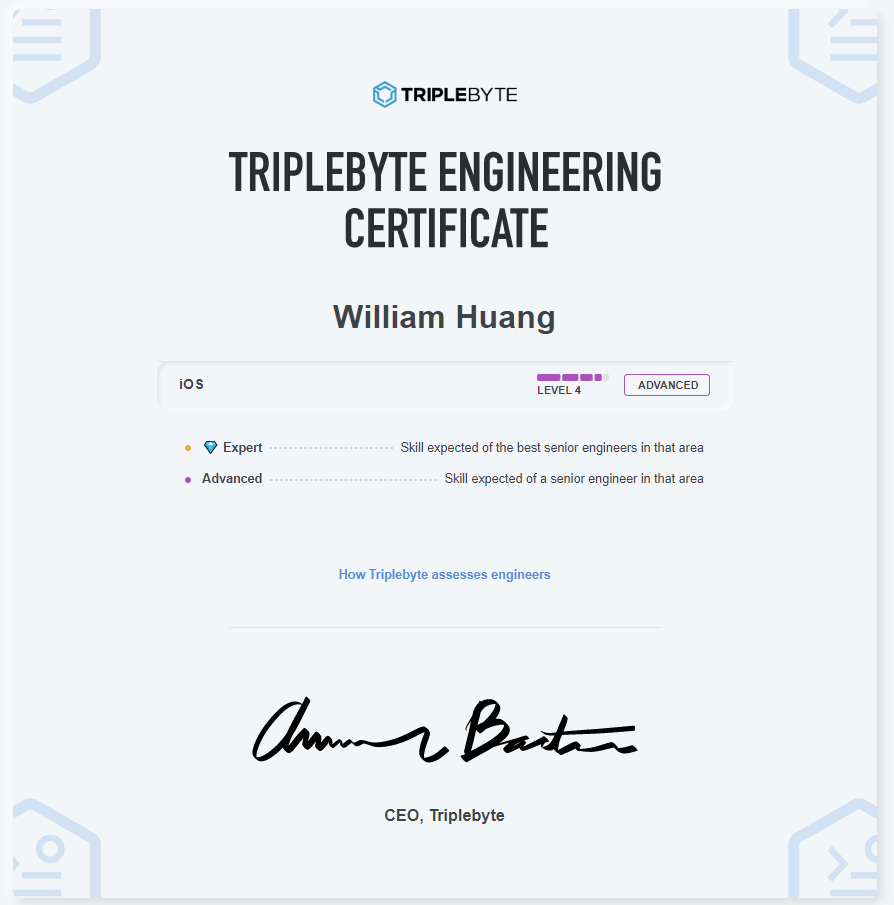 TRIPLEBYTE
TRIPLEBYTE ENGINEERING
CERTIFICATE
William Huang
iOS
LEVEL 4
ADVANCED
Expert Skill expected of the best senior engineers in that area
Advanced Skill expected of a senior engineer in that area
How Triplebyte assesses engineers
CEO, Triplebyte